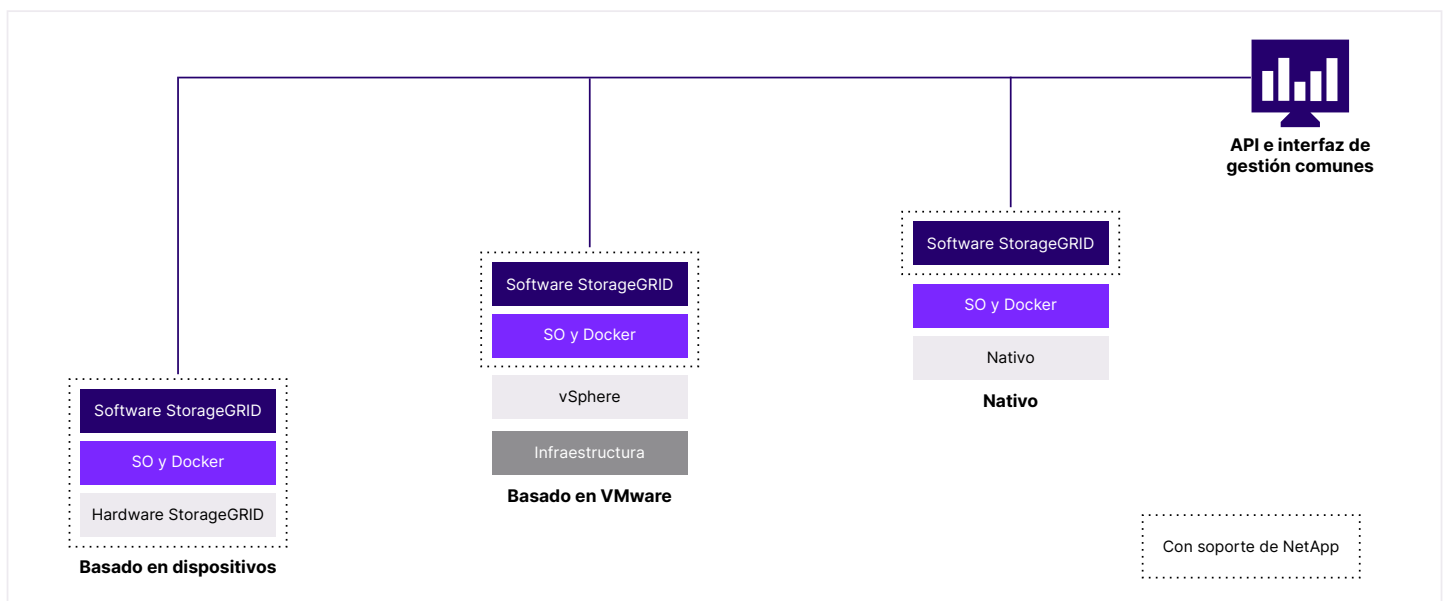 API e interfaz de
gestión comunes
Software StorageGRID
SO y Docker
Hardware StorageGRID
Basado en dispositivos
Software StorageGRID
SO y Docker
vSphere
Infraestructura
Basado en VMware
Software StorageGRID
SO y Docker
Nativo
Nativo
Con soporte de NetApp